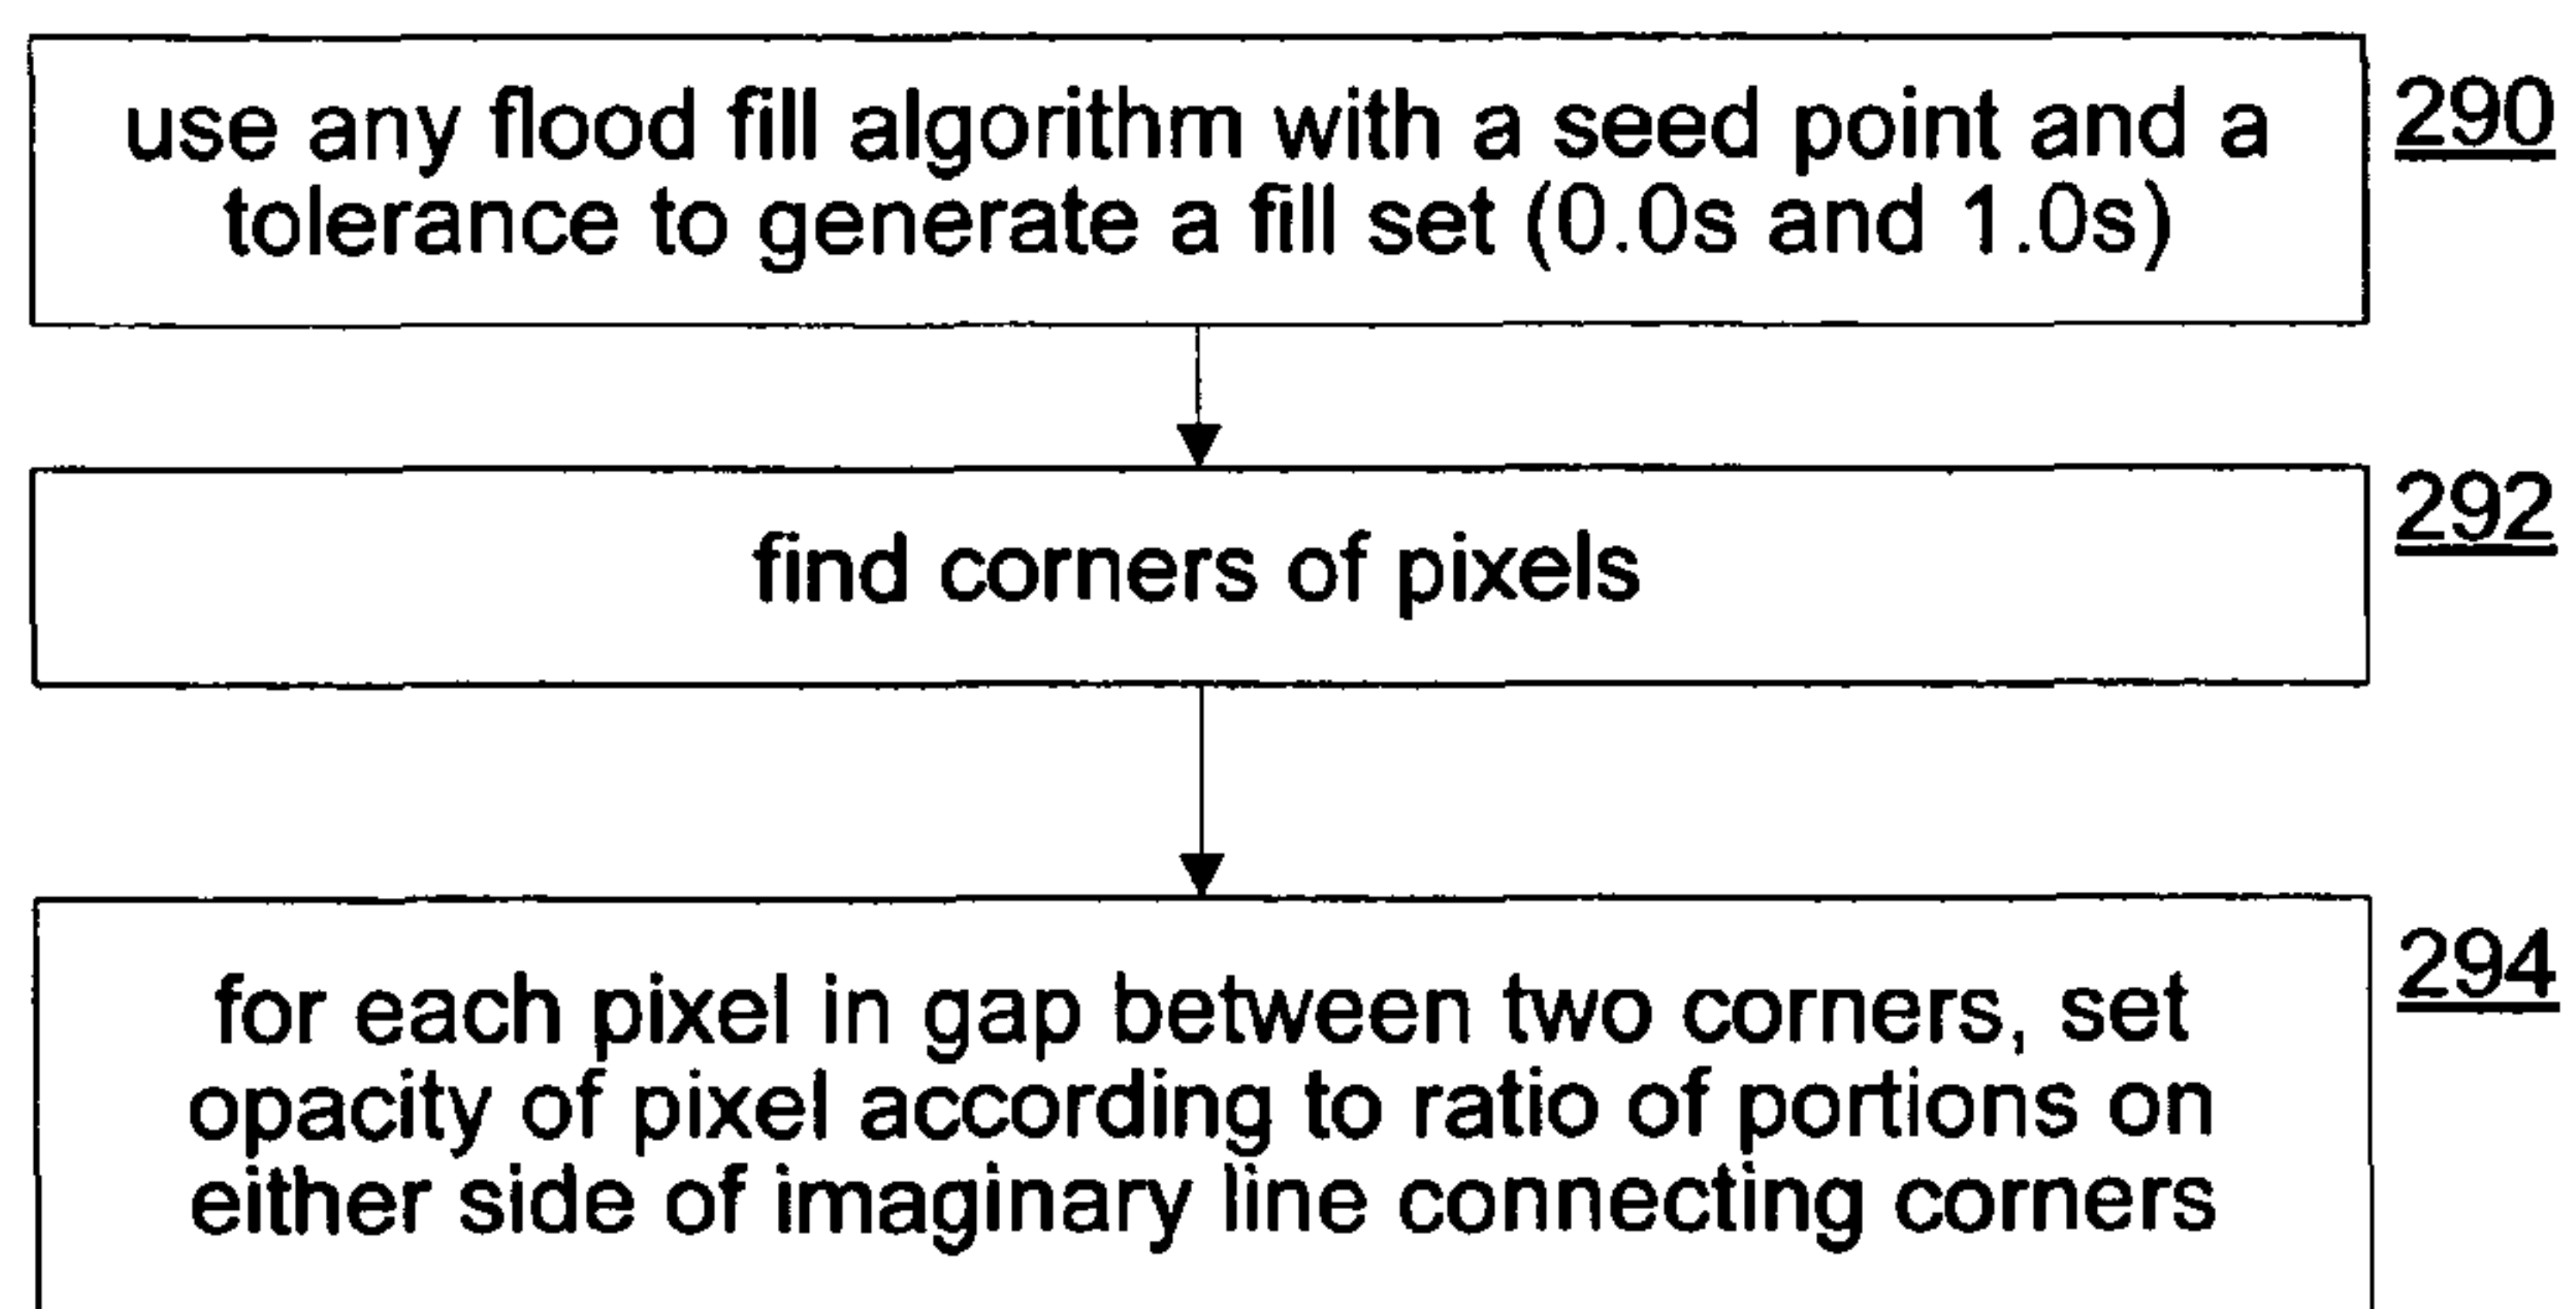 use any flood fill algorithm with a seed point and a
290
tolerance to generate a fill set (0.0s and 1.0s)
292
find corners of pixels
294
for each pixel in gap between two corners, set
opacity of pixel according to ratio of portions on
either side of imaginary line connecting corners